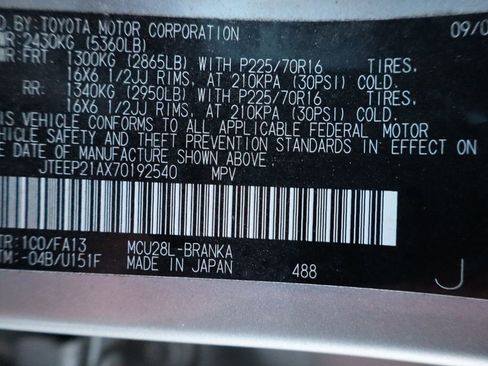 D BY: TOYOTA MOTOR CORPORATION 09/0
R: 2430KG (5360LB)
R: FRT: 1300KG (2865LB) WITH P225/70R16 TIRES,
16X6 1/2JJ RIMS, AT 210KPA (30PSI) COLD.
RR: 1340KG (2950LB) WITH P225/70R16 TIRES,
16X6 1/2JJ RIMS, AT 210KPA (30PSI) COLD.
IS VEHICLE CONFORMS TO ALL APPLICABLE FEDERAL MOTOR
HICLE SAFETY AND THEFT PREVENTION STANDARDS IN EFFECT ON
E DATE OF MANUFACTURE SHOWN ABOVE.
JTEEP21AX70192540 MPV
TR: 1C0/FA13 MCU28L-BRANKA
TM: -04B/U151F MADE IN JAPAN 488 J